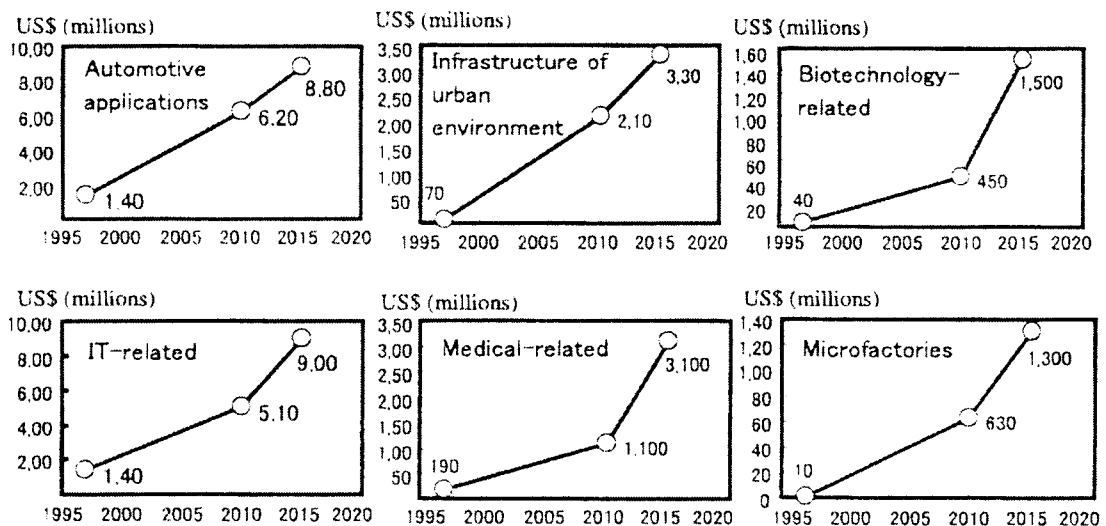 US$ (millions)
10,00
8,00
6,00
4,00
2,00
Automotive
applications
8,80
6.20
1.40
1995 2000 2005 2010 2015 2020
US$ (millions)
3,50
3,00
2,50
2,00
1,50
1,00
50
Infrastructure of
urban
environment
3,30
2,10
70
1995 2000 2005 2010 2015 2020
US$ (millions)
1,60
1,40
1,20
1,00
80
60
40
20
Biotechnology-
related
1,500
450
40
1995 2000 2005 2010 2015 2020
US$ (millions)
10,00
8,00
6,00
4,00
2,00
IT-related
9,00
5.10
1,40
1995 2000 2005 2010 2015 2020
US$ (millions)
3,50
3,00
2,50
1,00
50
Medical-related
3,100
1,100
190
1995 2000 2005 2010 2015 2020
US$ (millions)
1,40
1,20
1,00
80
60
40
20
0
Microfactories
1,300
630
10
1995 2000 2005 2010 2015 2020